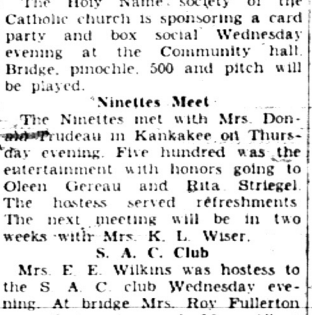 The Holy Name society of the
Catholic church is sponsoring a card
party and box social Wednesday
evening at the Community hall.
Bridge, pinochle, 500 and pitch will
be played.
Ninettes Meet
The Ninettes met with Mrs. Don-
ald Trudeau in Kankakee on Thurs-
day evening. Five hundred was the
entertainment with honors going to
Oleen Gereau and Rita Striegel.
The hostess served refreshments
The next meeting will be in two
weeks with Mrs. K. L. Wiser.
S. A. C. Club
Mrs. E. E. Wilkins was hostess to
the S A C club Wednesday eve-
ning. At bridge Mrs. Roy Fullerton